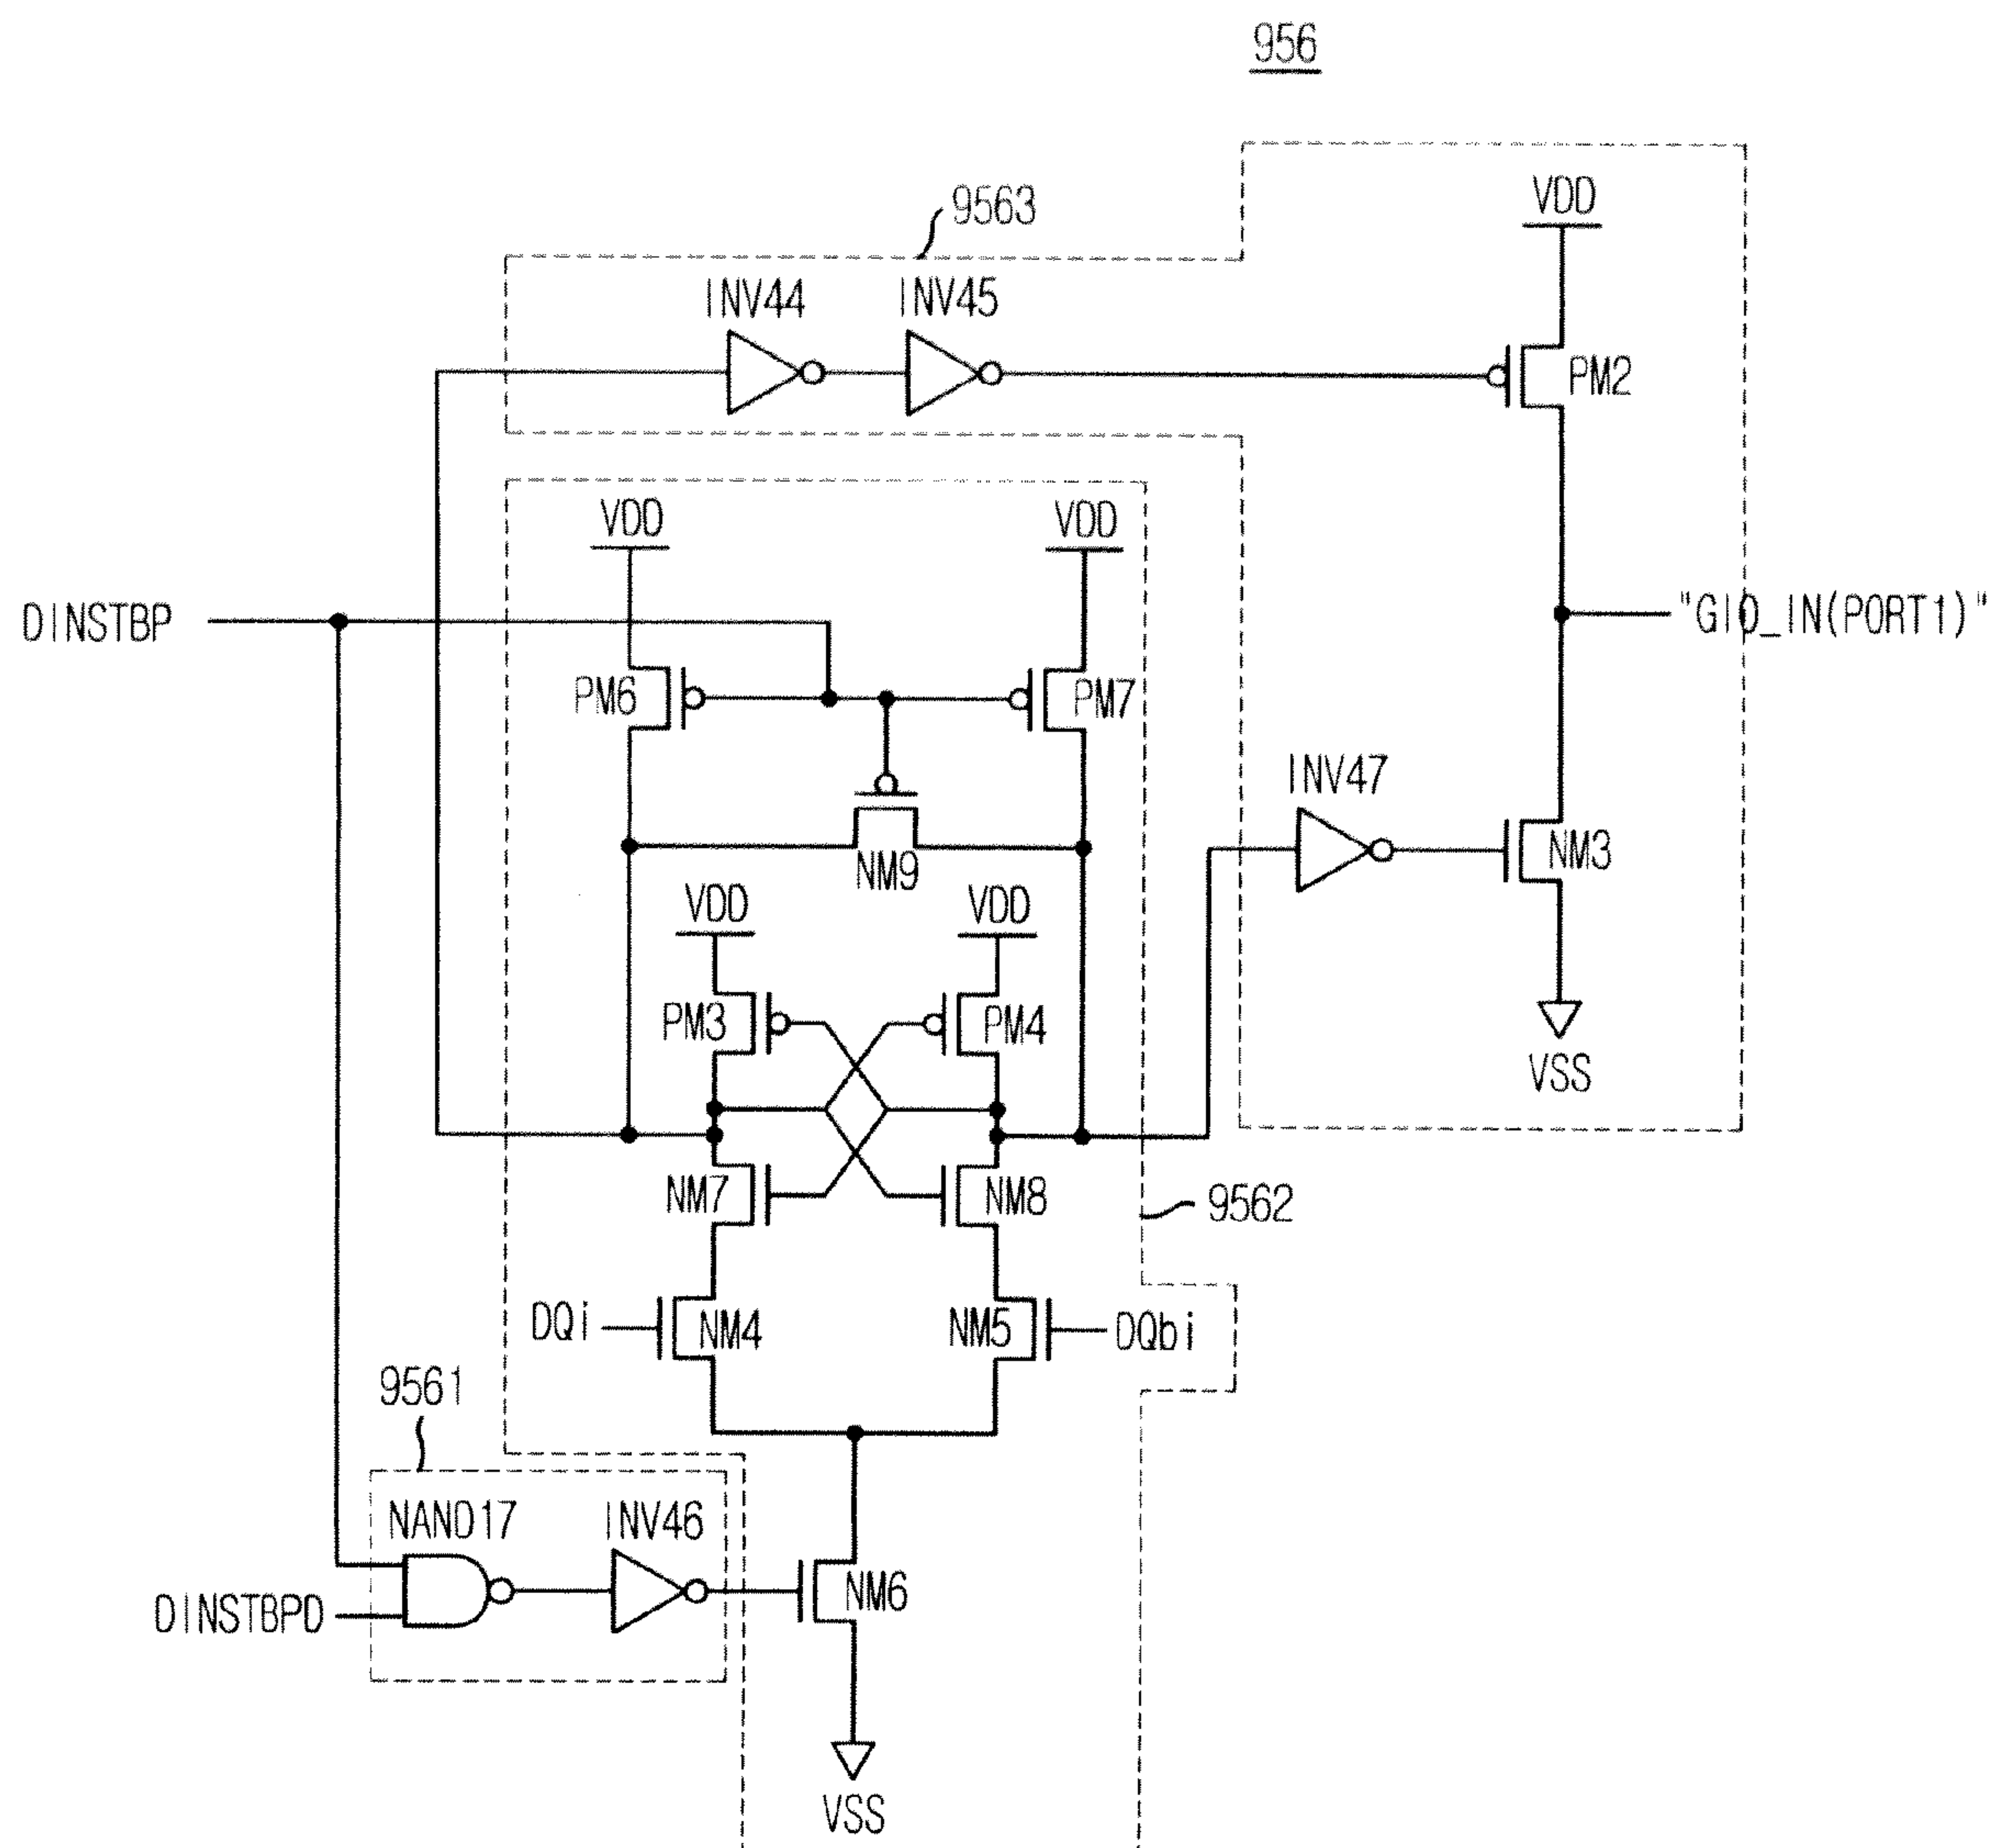 956
9563
VDD
INV44
INV45
PM2
VDD
VDD
DINSTBP
"GIO_IN(PORT1)"
PM6
PM7
INV47
NM9
NM3
VDD
VDD
PM3
PM4
VSS
NM7
NM8
9562
DQi
NM4
NM5
DQbi
9561
NAND17
INV46
NM6
DINSTBPD
VSS